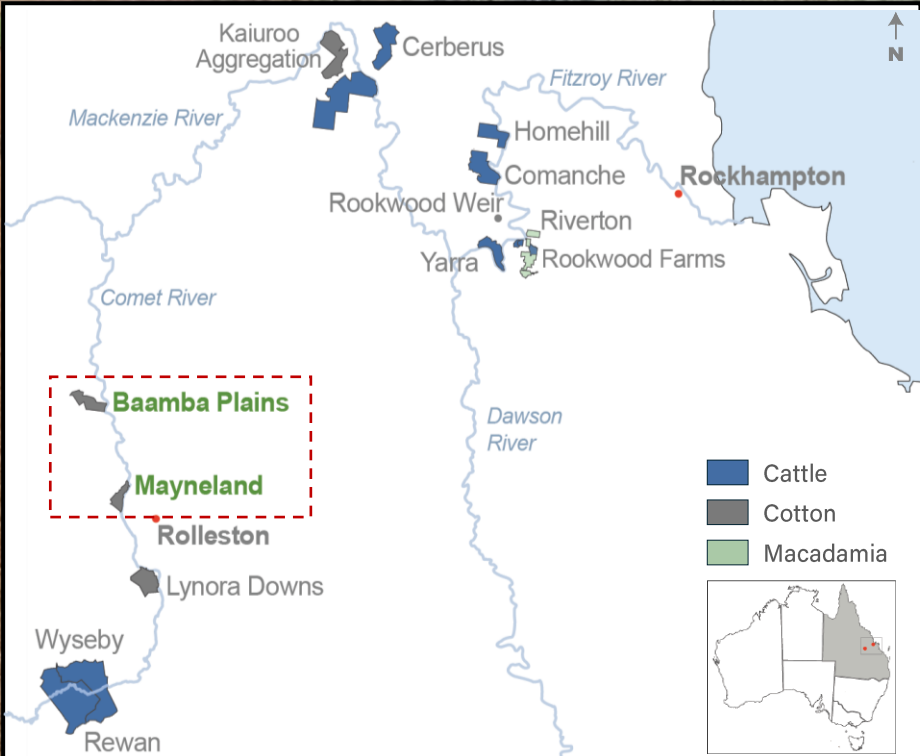 Kaiuroo
Aggregation
Cerberus
N
Fitzroy River
Mackenzie River
Homehill
Comanche
Rockhampton
Rookwood Weir
Riverton
Yarra
Rookwood Farms
Comet River
Baamba Plains
Dawson
River
Mayneland
Rolleston
Lynora Downs
Wyseby
Rewan
Cattle
Cotton
Macadamia